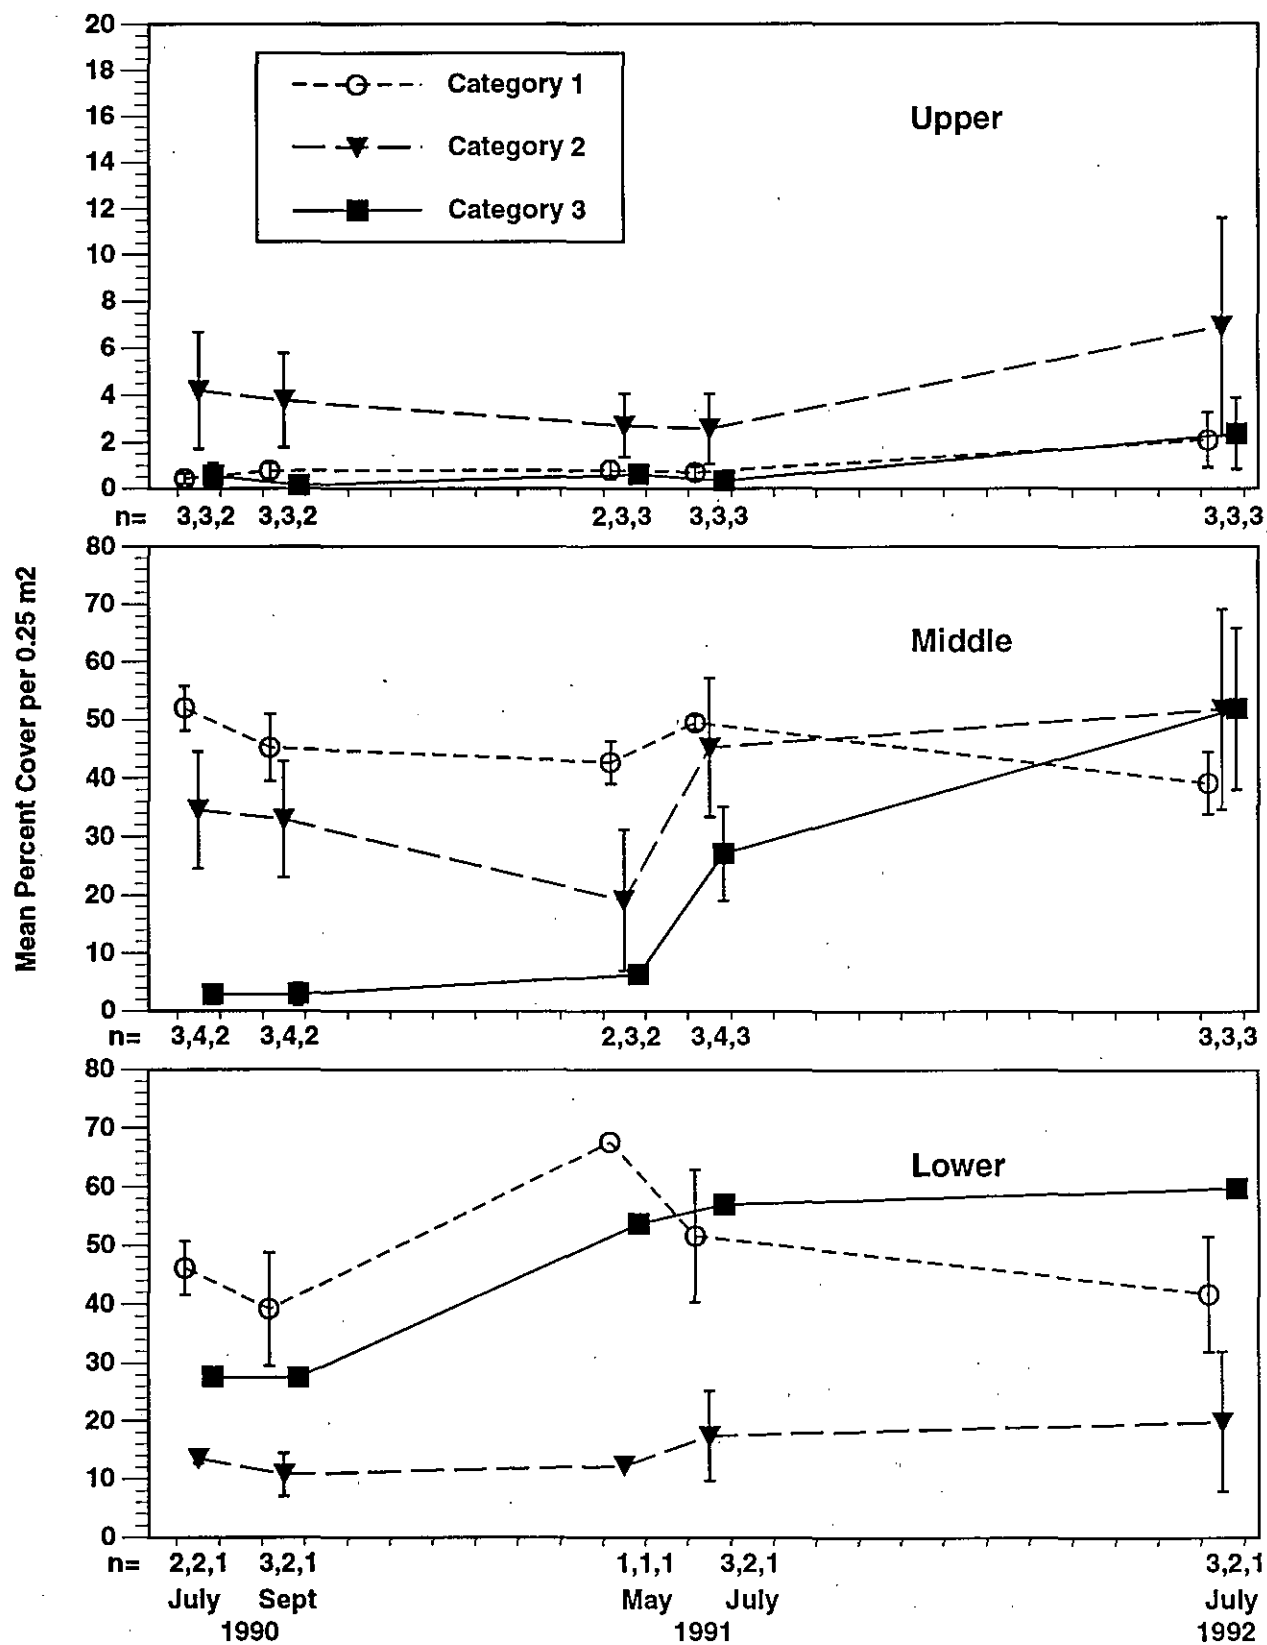 20
18
16
14
12
10
8
6
4
2
0
Category 1
Category 2
Category 3
Upper
n= 3,3,2 3,3,2 2,3,3 3,3,3 3,3,3
Mean Percent Cover per 0.25 m2
80
70
60
50
40
30
20
10
0
Middle
n= 3,4,2 3,4,2 2,3,2 3,4,3 3,3,3
80
70
60
50
40
30
20
10
0
Lower
n= 2,2,1 3,2,1 1,1,1 3,2,1 3,2,1
July Sept May July July
1990 1991 1992